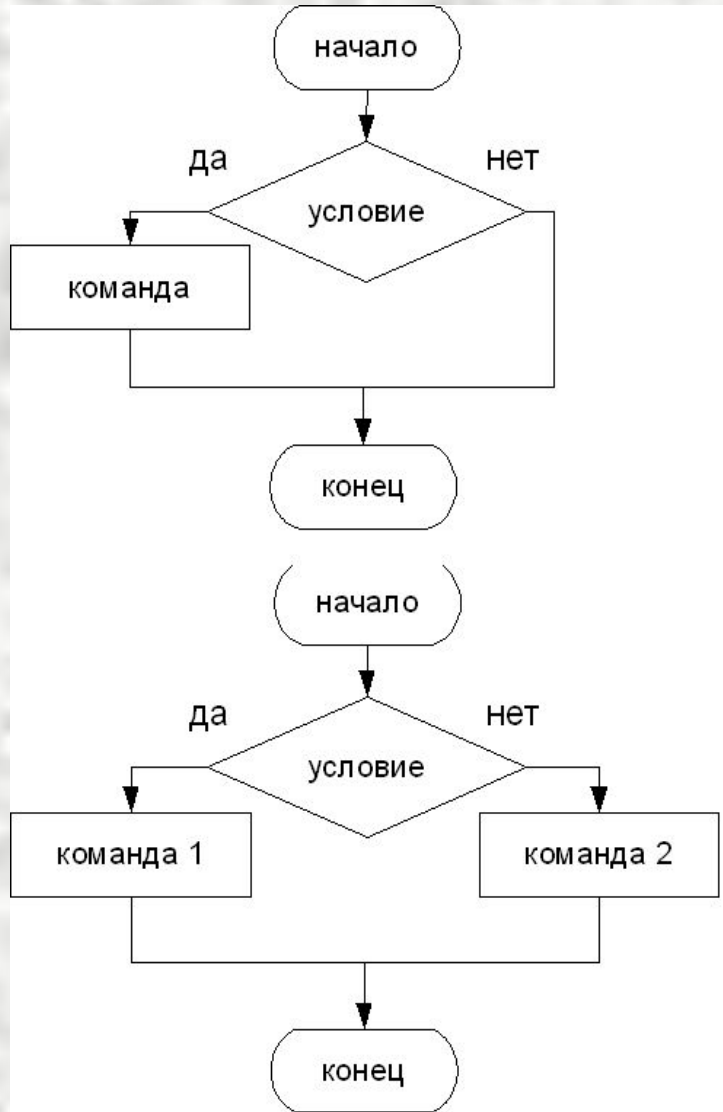 начало
да
нет
условие
команда
конец
начало
да
нет
условие
команда 1
команда 2
конец